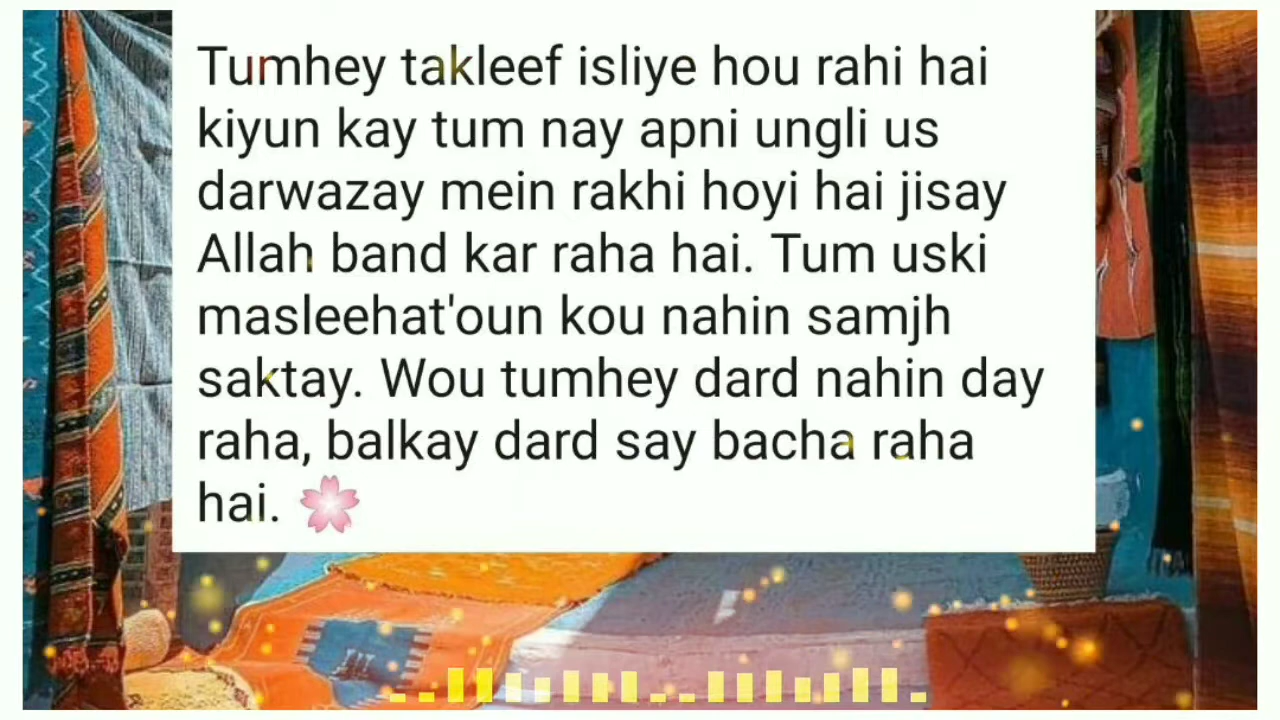 Tumhey takleef isliye hou rahi hai
kiyun kay tum nay apni ungli us
darwazay mein rakhi hoyi hai jisay
Allah band kar raha hai. Tum uski
masleehat'oun kou nahin samjh
saktay. Wou tumhey dard nahin day
raha, balkay dard say bacha raha
hai. 🌸